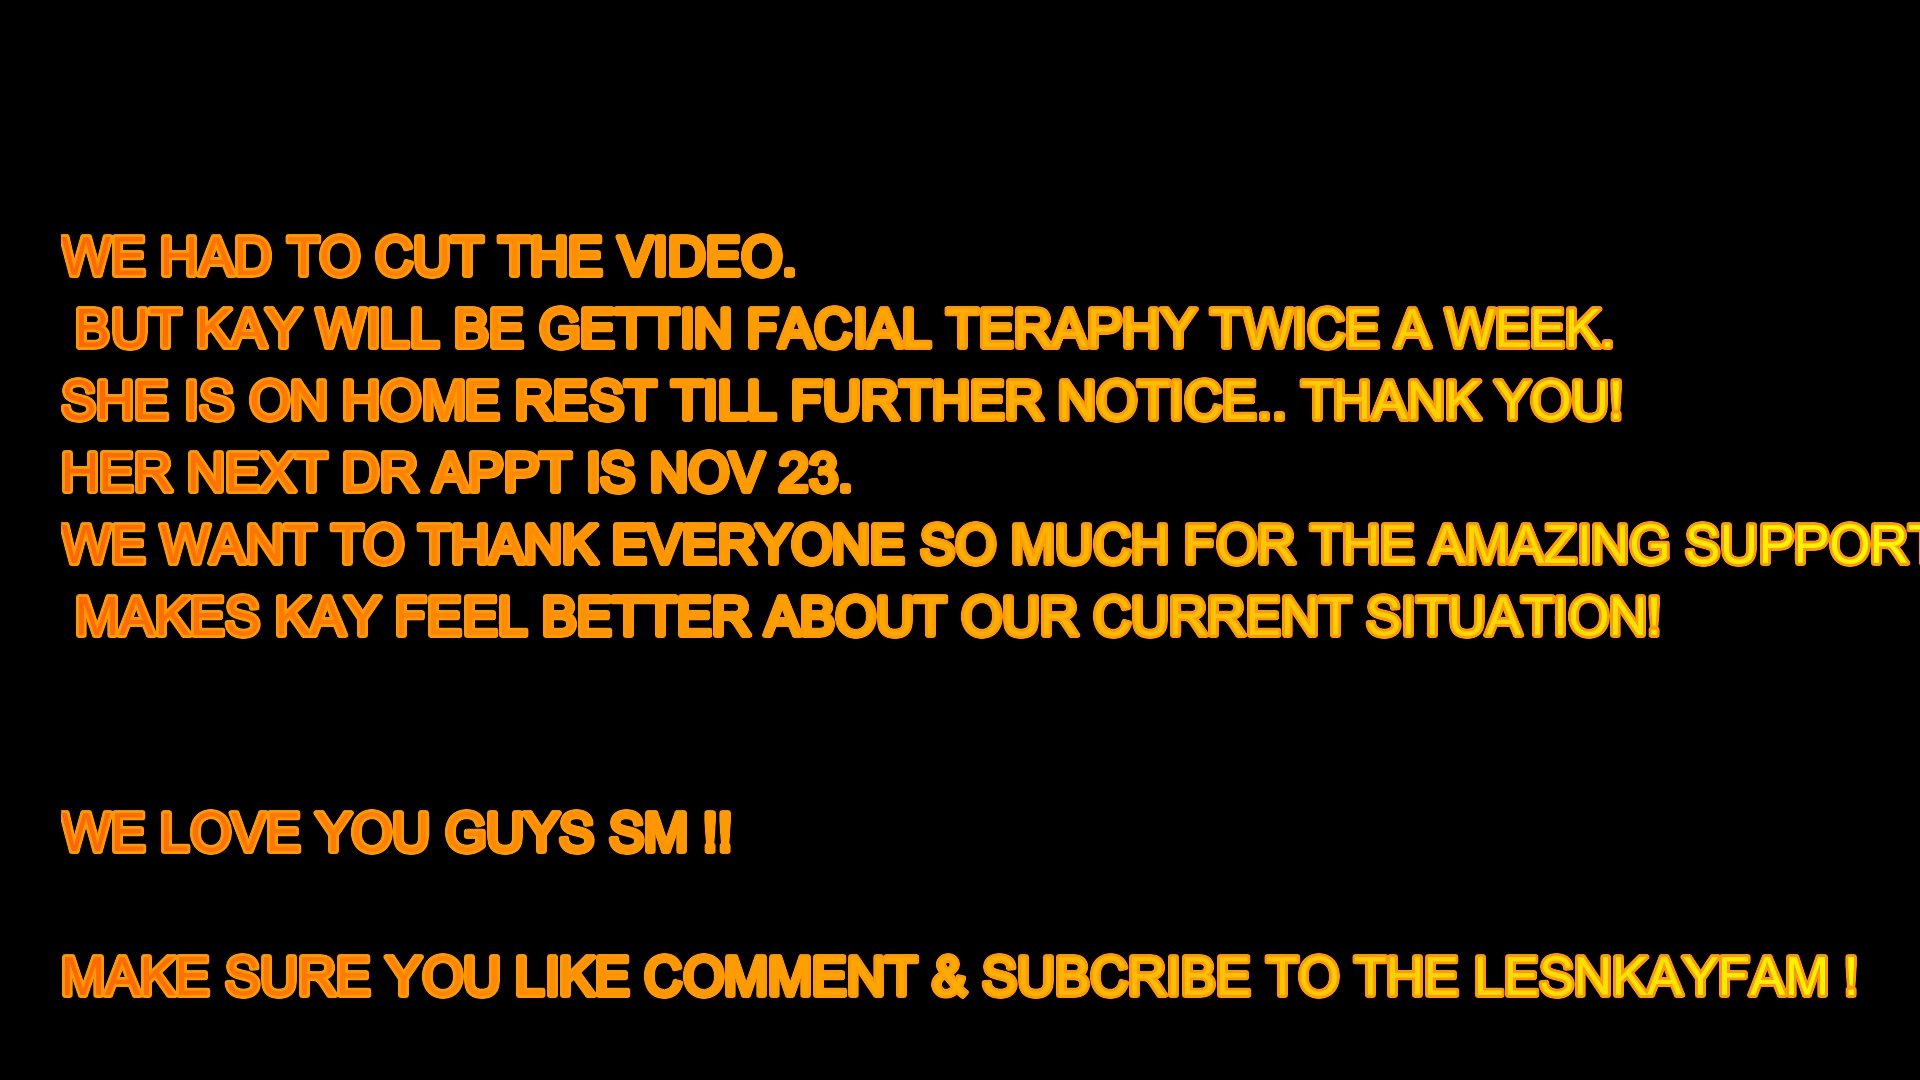 WE HAD TO CUT THE VIDEO.
BUT KAY WILL BE GETTIN FACIAL TERAPHY TWICE A WEEK.
SHE IS ON HOME REST TILL FURTHER NOTICE.. THANK YOU!
HER NEXT DR APPT IS NOV 23.
WE WANT TO THANK EVERYONE SO MUCH FOR THE AMAZING SUPPORT
MAKES KAY FEEL BETTER ABOUT OUR CURRENT SITUATION!
WE LOVE YOU GUYS SM !!
MAKE SURE YOU LIKE COMMENT & SUBCRIBE TO THE LESNKAYFAM !